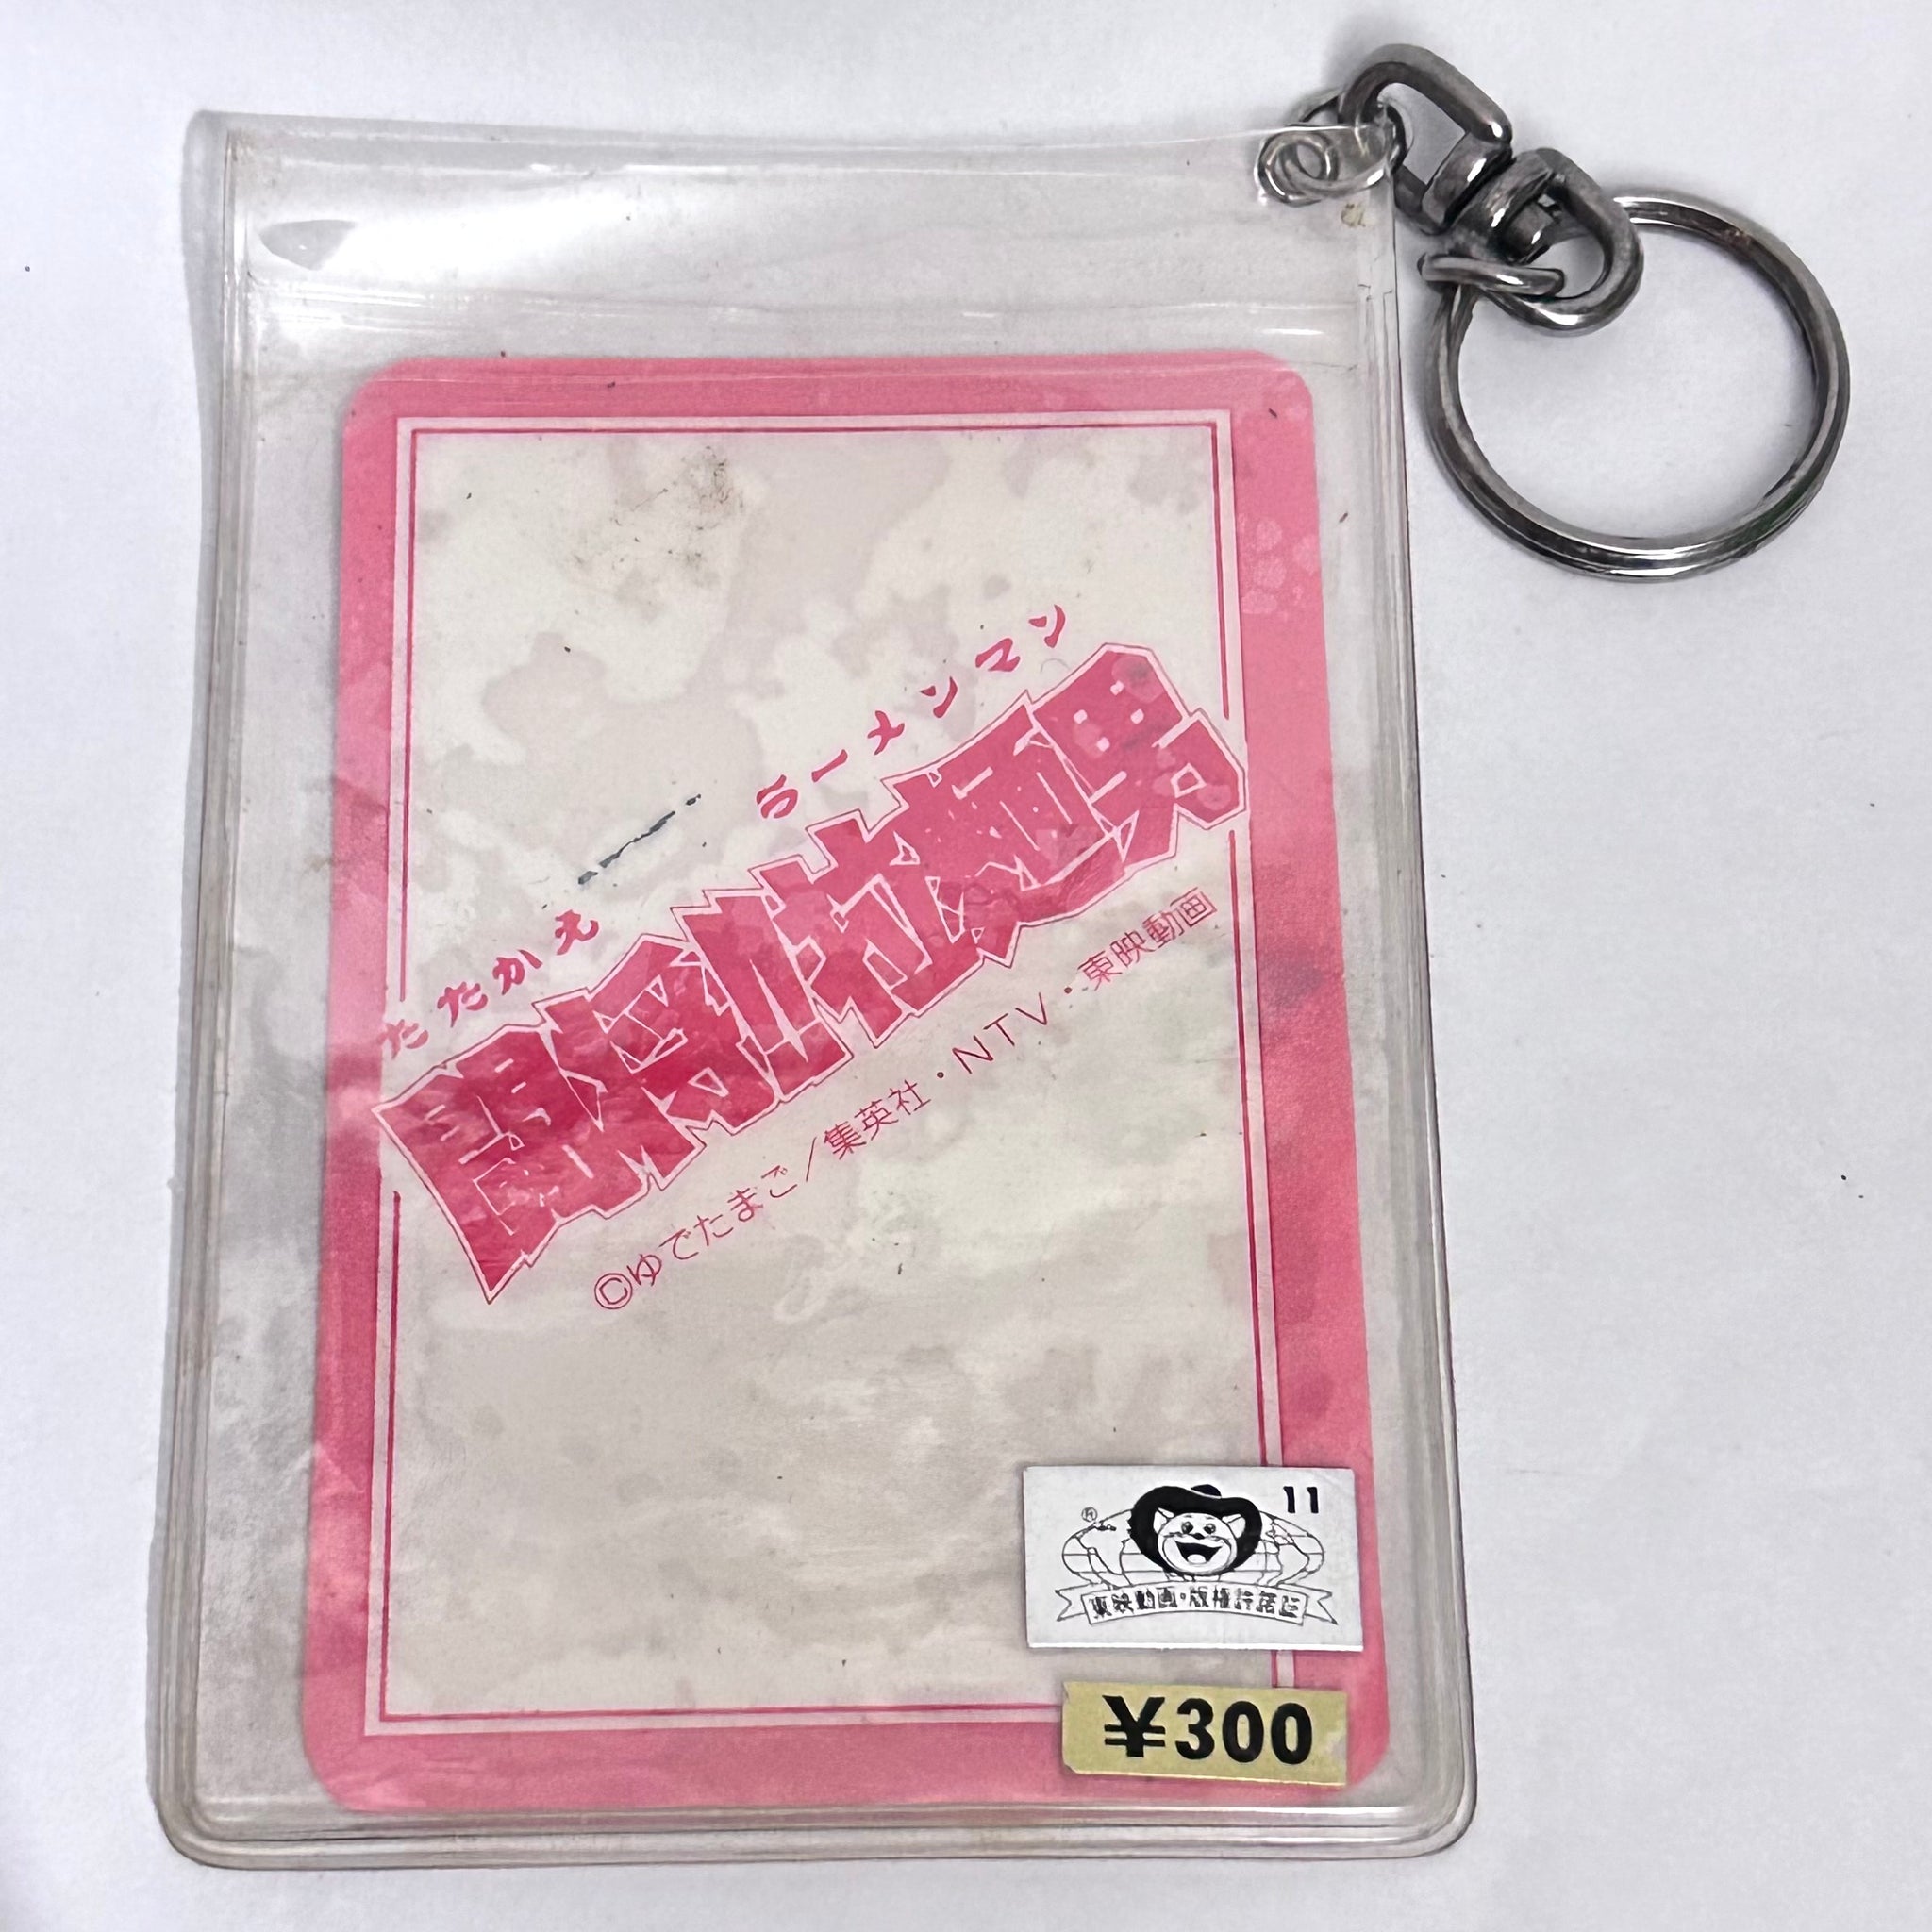 たたかえ ラーメンマン
闘将!!拉麺男
©ゆでたまご/集英社・NTV・東映動画
11
®
東映動画・版権許諾証
¥300